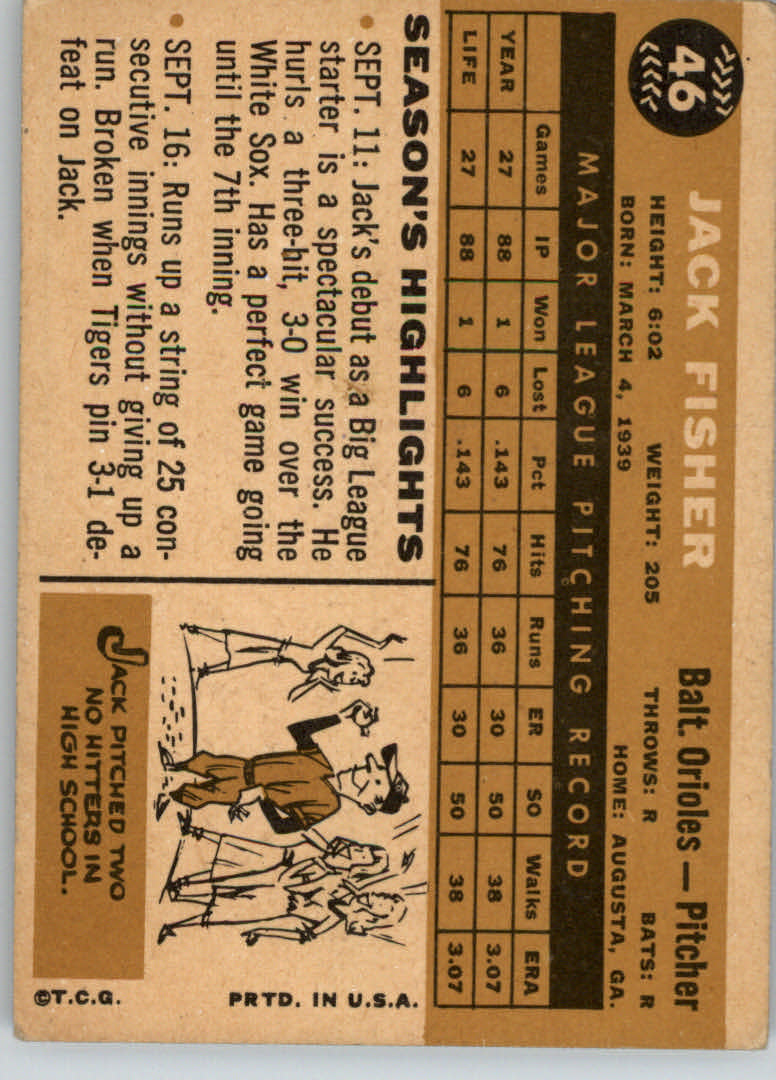 46
JACK FISHER
Balt. Orioles — Pitcher
HEIGHT: 6:02 WEIGHT: 205 THROWS: R BATS: R
BORN: MARCH 4, 1939 HOME: AUGUSTA, GA.
MAJOR LEAGUE PITCHING RECORD
Games IP Won Lost Pct Hits Runs ER SO Walks ERA
YEAR 27 88 1 6 .143 76 36 30 50 38 3.07
LIFE 27 88 1 6 .143 76 36 30 50 38 3.07
SEASON'S HIGHLIGHTS
• SEPT. 11: Jack's debut as a Big League
starter is a spectacular success. He
hurls a three-hit, 3-0 win over the
White Sox. Has a perfect game going
until the 7th inning.
• SEPT. 16: Runs up a string of 25 con-
secutive innings without giving up a
run. Broken when Tigers pin 3-1 de-
feat on Jack.
JACK PITCHED TWO
NO HITTERS IN
HIGH SCHOOL.
PRTD. IN U.S.A.
©T.C.G.